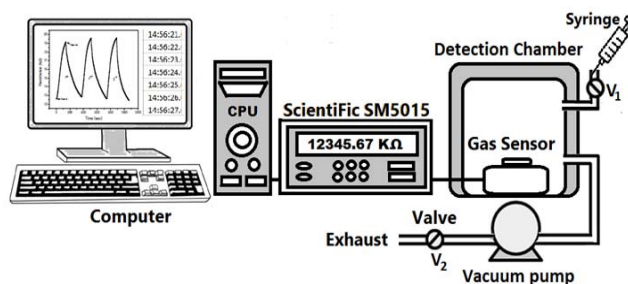 Syringe
Detection Chamber
V1
14:56:21.
14:56:22.
14:56:23.
14:56:24.
14:56:25.
14:56:26.
14:56:27.
CPU
ScientiFic SM5015
12345.67 KΩ
Gas Sensor
Computer
Exhaust
Valve
V2
Vacuum pump